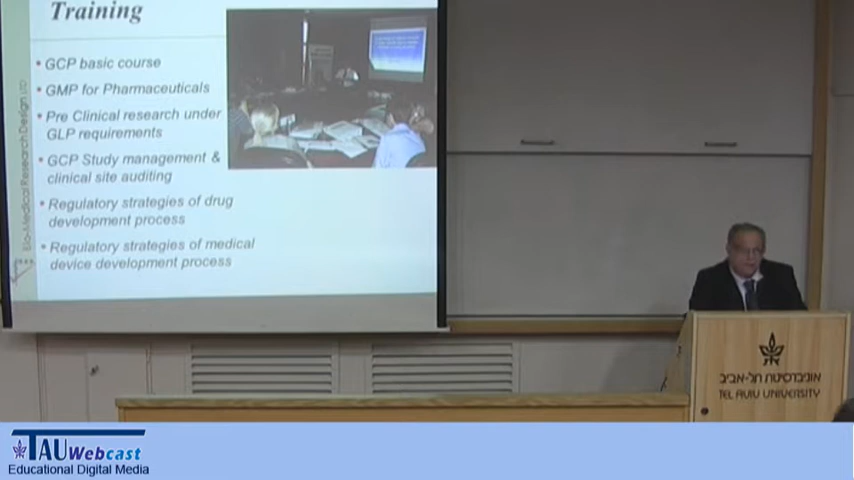 Training
• GCP basic course
• GMP for Pharmaceuticals
• Pre Clinical research under
GLP requirements
• GCP Study management &
clinical site auditing
• Regulatory strategies of drug
development process
• Regulatory strategies of medical
device development process
Bio-Medical Research Design LTD
אוניברסיטת תל-אביב
TEL AVIV UNIVERSITY
TAU Webcast
Educational Digital Media